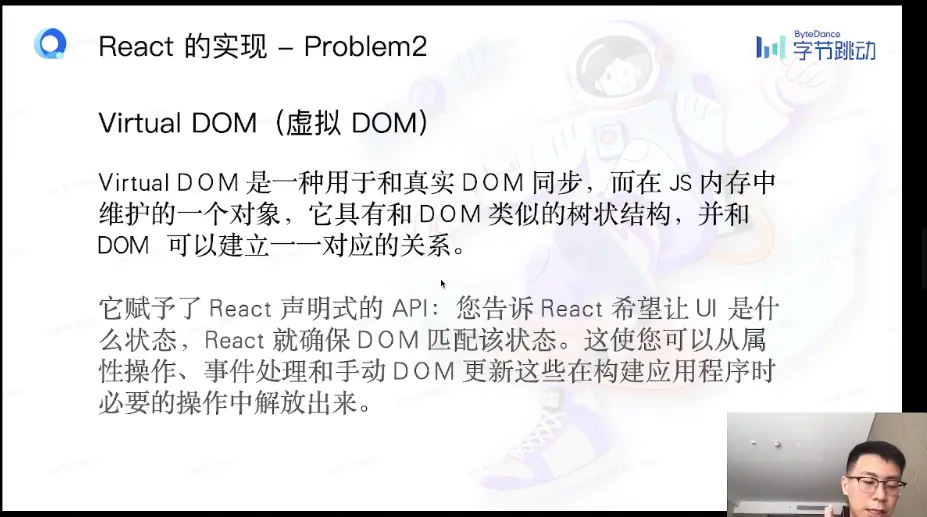 React 的实现 – Problem2
ByteDance
字节跳动
Virtual DOM（虚拟 DOM）
Virtual DOM 是一种用于和真实 DOM 同步，而在 JS 内存中
维护的一个对象，它具有和 DOM 类似的树状结构，并和
DOM 可以建立一一对应的关系。
它赋予了 React 声明式的 API：您告诉 React 希望让 UI 是什
么状态，React 就确保 DOM 匹配该状态。这使您可以从属
性操作、事件处理和手动 DOM 更新这些在构建应用程序时
必要的操作中解放出来。